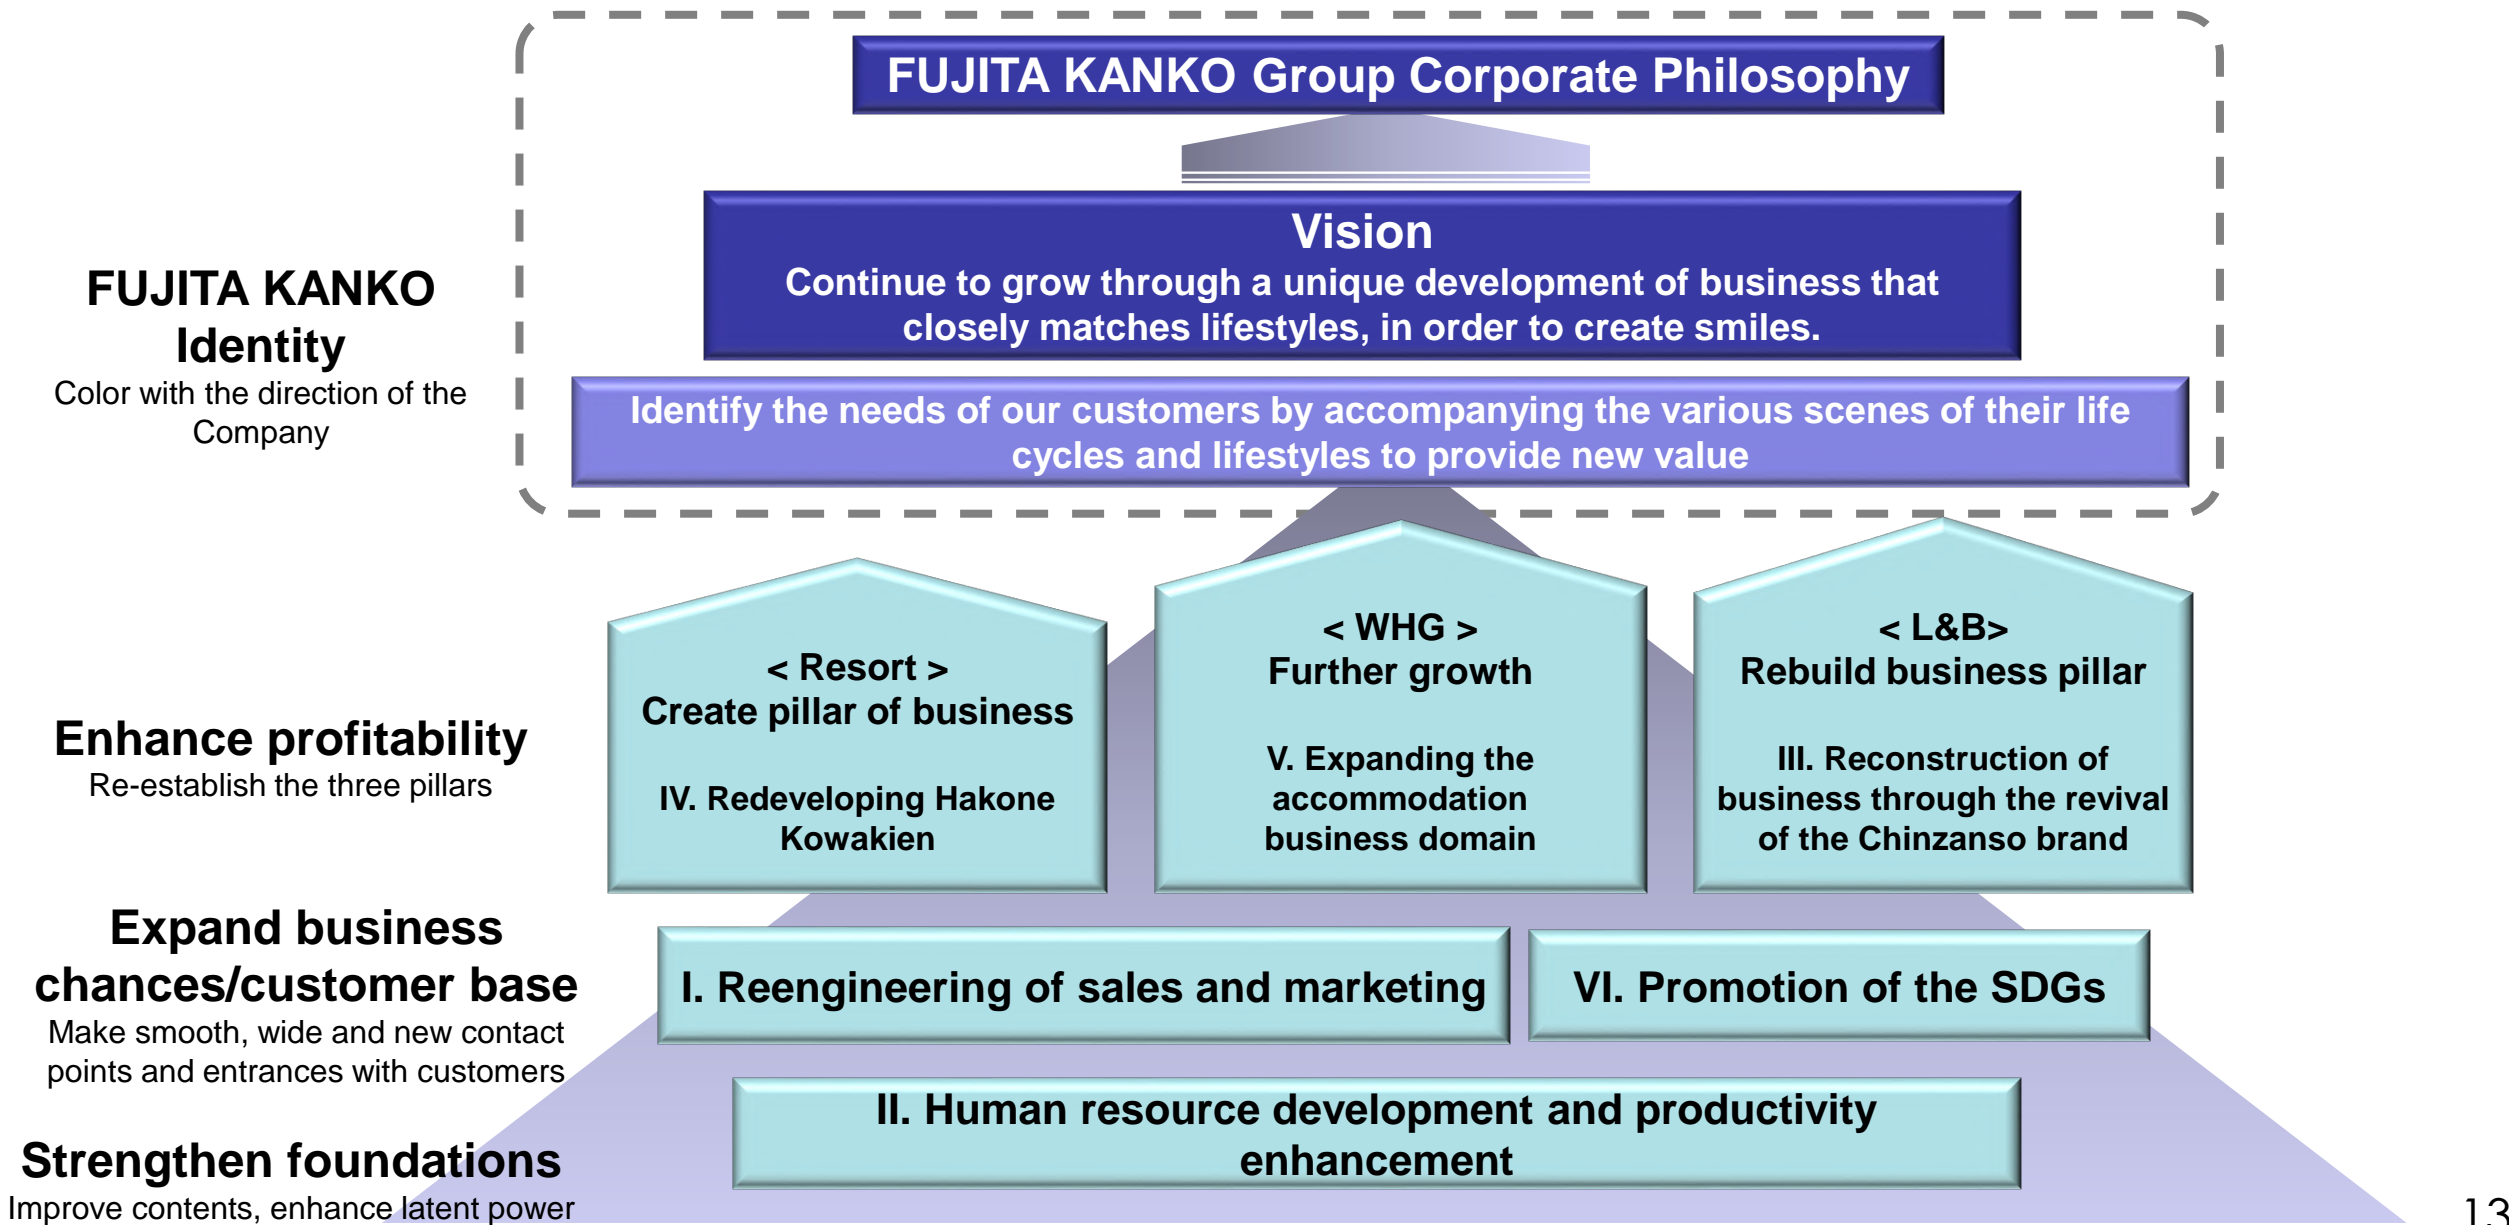 FUJITA KANKO Group Corporate Philosophy
Vision
Continue to grow through a unique development of business that
closely matches lifestyles, in order to create smiles.
Identify the needs of our customers by accompanying the various scenes of their life
cycles and lifestyles to provide new value
FUJITA KANKO
Identity
Color with the direction of the
Company
Enhance profitability
Re-establish the three pillars
< Resort >
Create pillar of business
IV. Redeveloping Hakone
Kowakien
< WHG >
Further growth
V. Expanding the
accommodation
business domain
< L&B>
Rebuild business pillar
III. Reconstruction of
business through the revival
of the Chinzanso brand
Expand business
chances/customer base
Make smooth, wide and new contact
points and entrances with customers
I. Reengineering of sales and marketing
VI. Promotion of the SDGs
Strengthen foundations
Improve contents, enhance latent power
II. Human resource development and productivity
enhancement
13